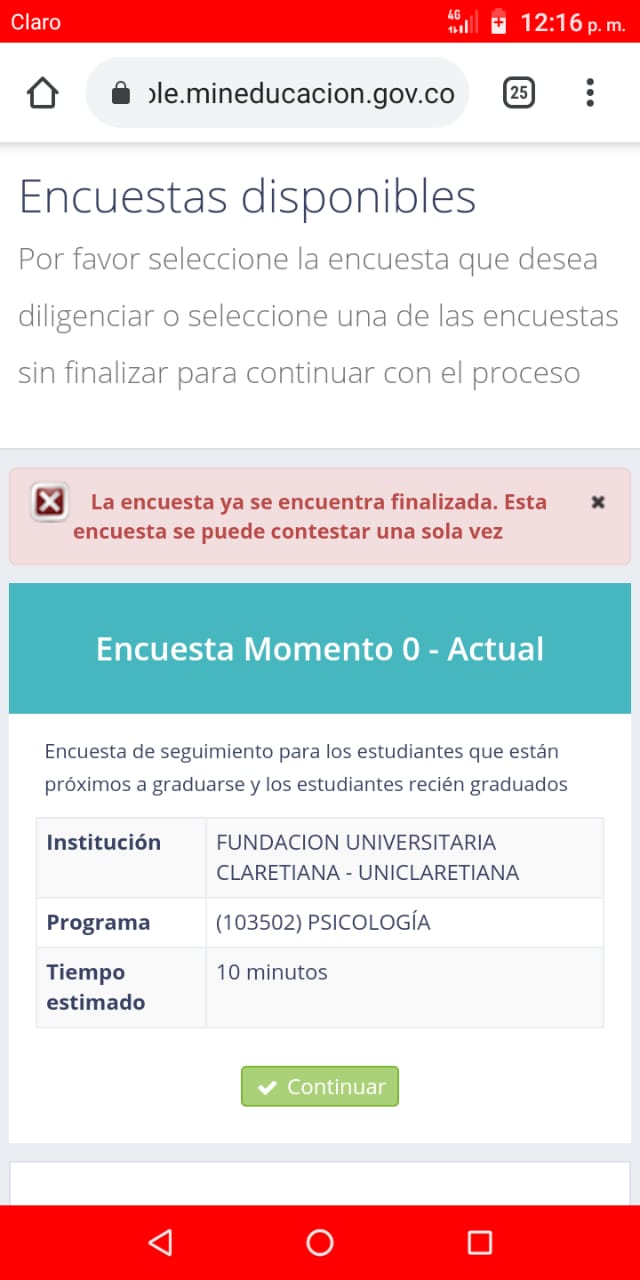 Claro
4G
12:16 p. m.
ole.mineducacion.gov.co
25
Encuestas disponibles
Por favor seleccione la encuesta que desea
diligenciar o seleccione una de las encuestas
sin finalizar para continuar con el proceso
La encuesta ya se encuentra finalizada. Esta
encuesta se puede contestar una sola vez
Encuesta Momento 0 - Actual
Encuesta de seguimiento para los estudiantes que están
próximos a graduarse y los estudiantes recién graduados
Institución
FUNDACION UNIVERSITARIA
CLARETIANA - UNICLARETIANA
Programa
(103502) PSICOLOGÍA
Tiempo
estimado
10 minutos
Continuar